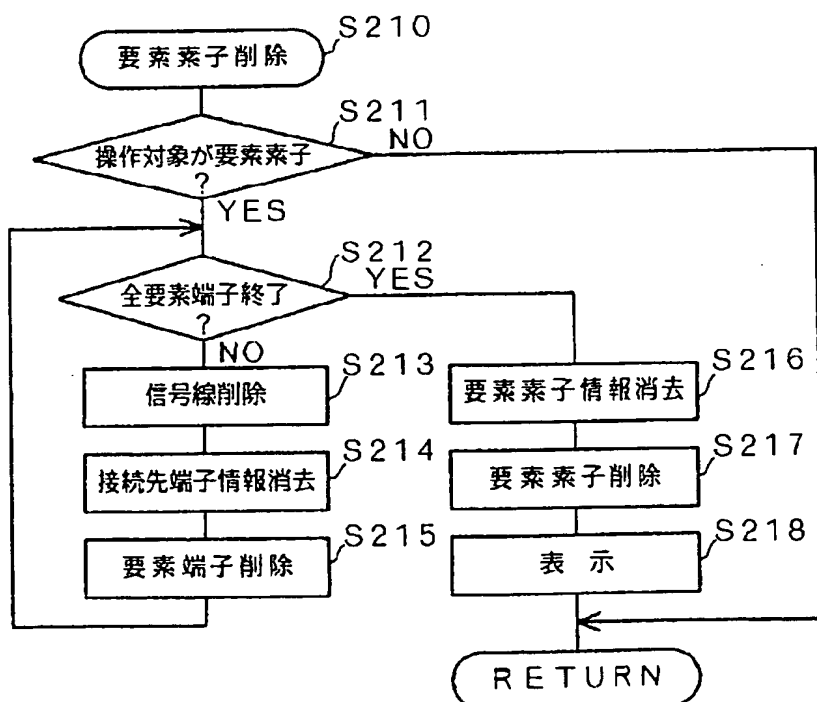 要素素子削除
S210
S211
操作対象が要素素子
?
NO
YES
S212
全要素端子終了
?
YES
NO
S213
信号線削除
S214
接続先端子情報消去
S215
要素端子削除
S216
要素素子情報消去
S217
要素素子削除
S218
表示
RETURN